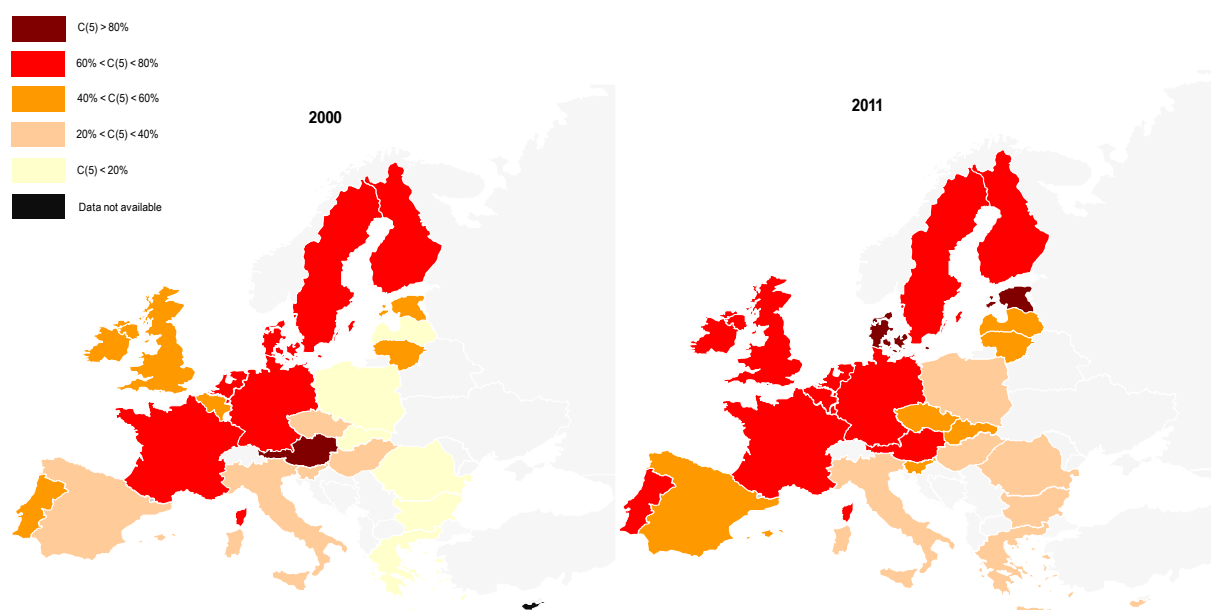 C(5) > 80%
60% < C(5) < 80%
40% < C(5) < 60%
20% < C(5) < 40%
C(5) < 20%
Data not available
2000
2011